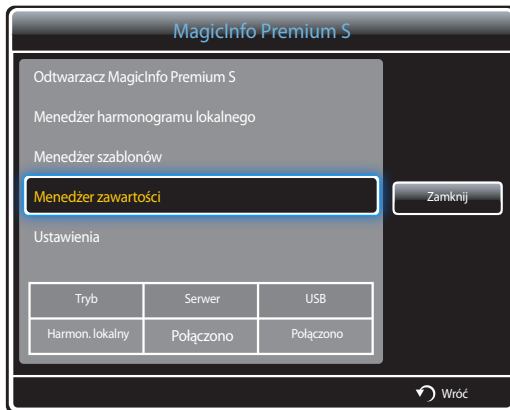 MagicInfo Premium S
Odtwarzacz MagicInfo Premium S
Menedżer harmonogramu lokalnego
Menedżer szablonów
Menedżer zawartości
Zamknij
Ustawienia
Tryb Serwer USB
Harmon. lokalny Połączono Połączono
Wróć